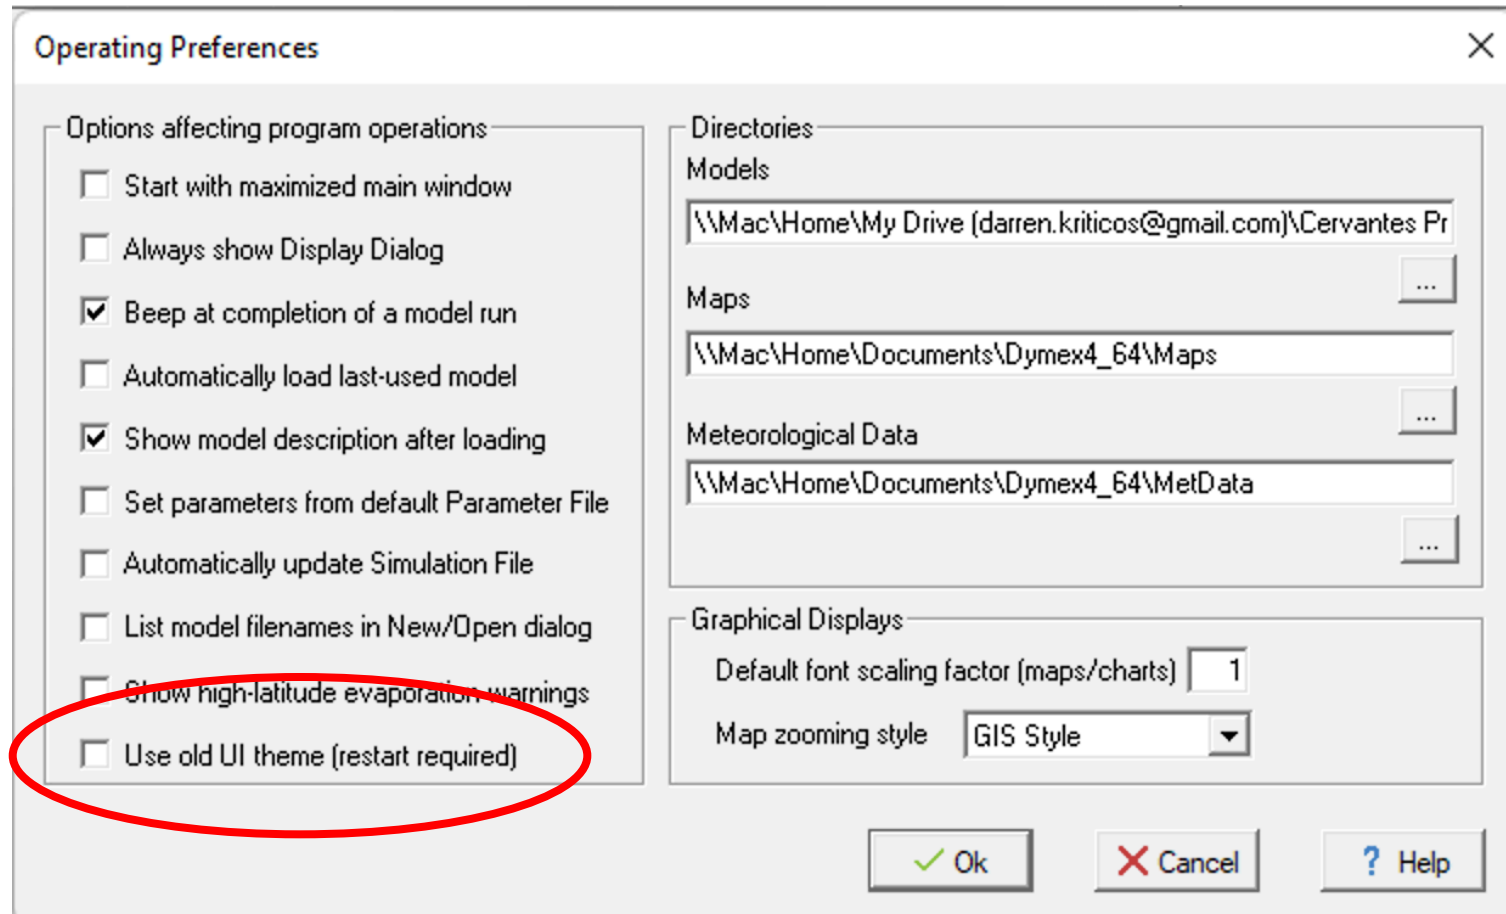 Operating Preferences
Options affecting program operations
Start with maximized main window
Always show Display Dialog
Beep at completion of a model run
Automatically load last-used model
Show model description after loading
Set parameters from default Parameter File
Automatically update Simulation File
List model filenames in New/Open dialog
Show high-latitude evaporation warnings
Use old UI theme (restart required)
Directories
Models
\\Mac\Home\My Drive (darren.kriticos@gmail.com)\Cervantes Pr
...
Maps
\\Mac\Home\Documents\Dymex4_64\Maps
...
Meteorological Data
\\Mac\Home\Documents\Dymex4_64\MetData
...
Graphical Displays
Default font scaling factor (maps/charts) 1
Map zooming style GIS Style
Ok Cancel ? Help